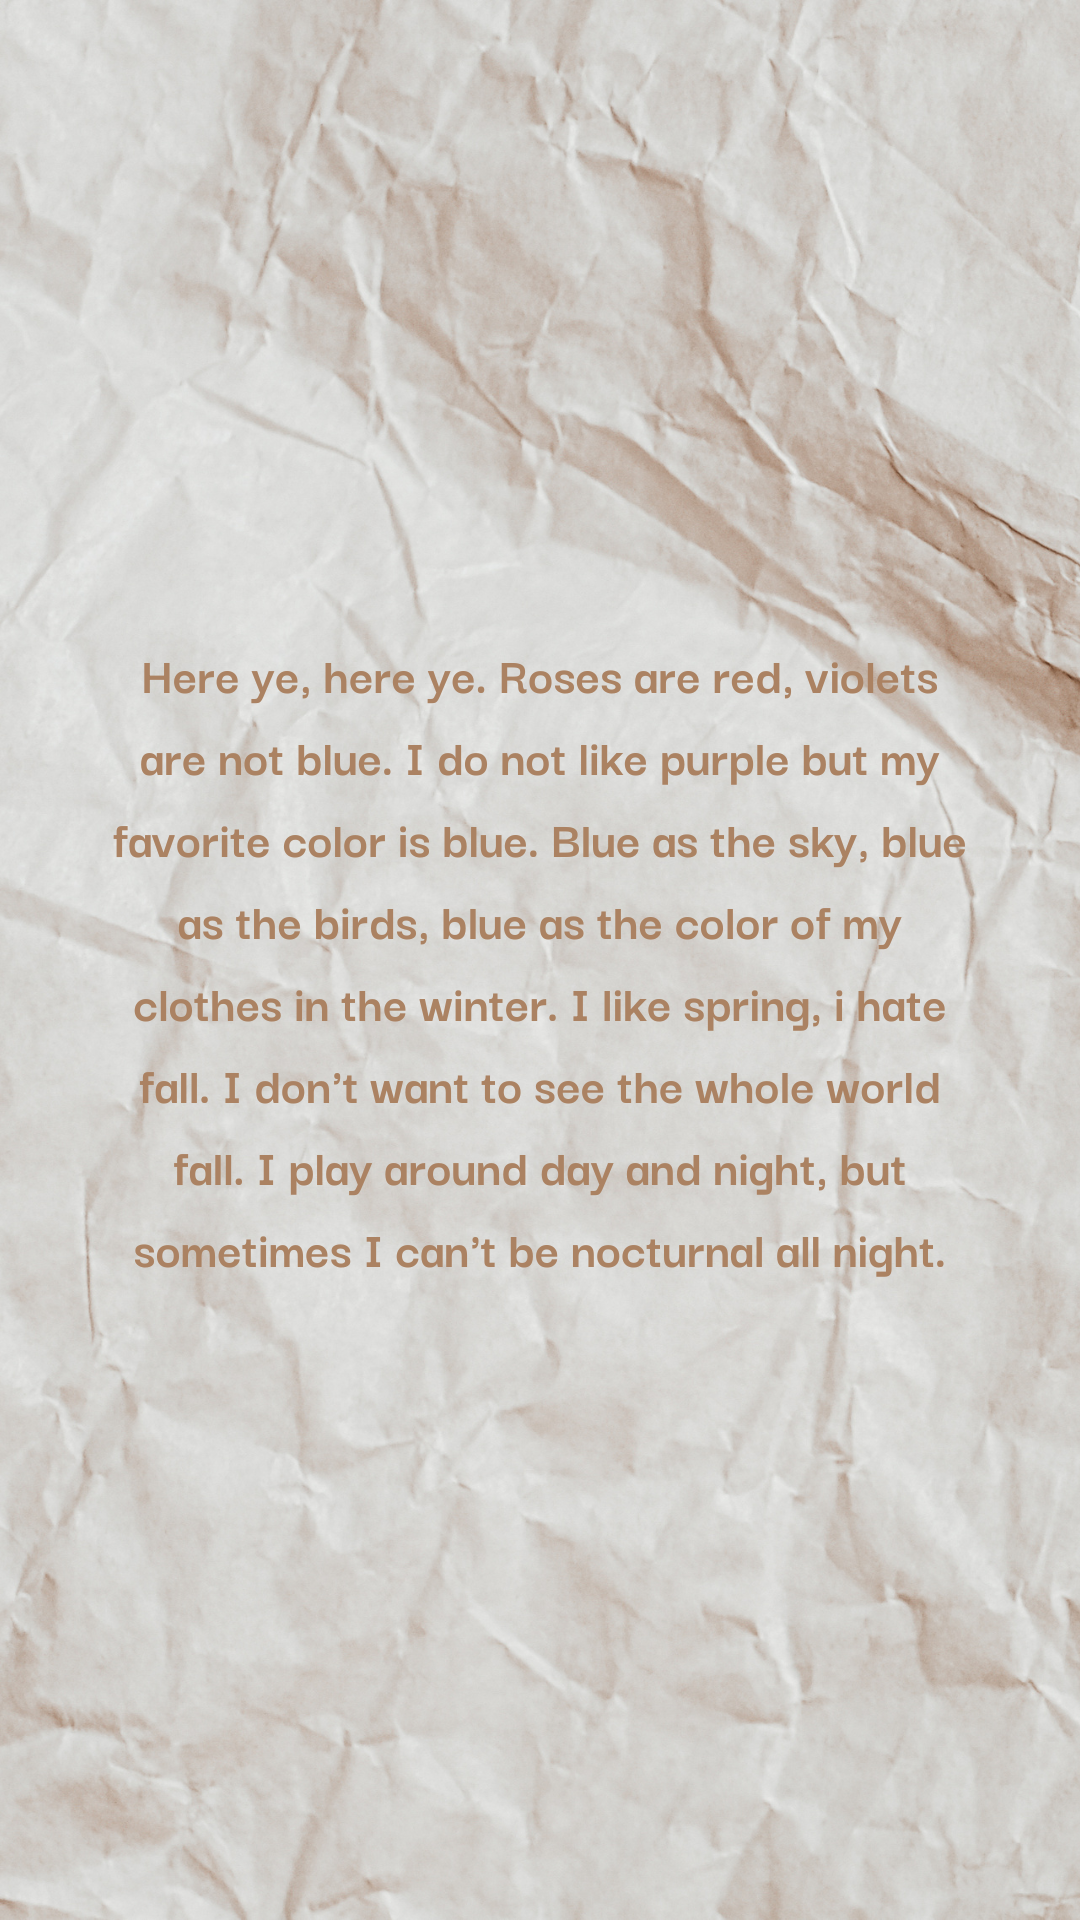 Here ye, here ye. Roses are red, violets
are not blue. I do not like purple but my
favorite color is blue. Blue as the sky, blue
as the birds, blue as the color of my
clothes in the winter. I like spring, i hate
fall. I don’t want to see the whole world
fall. I play around day and night, but
sometimes I can’t be nocturnal all night.